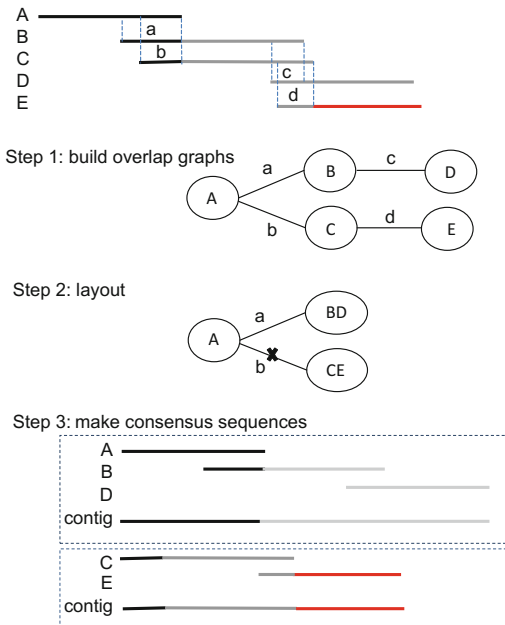 A
B
a
C
b
D
c
E
d
Step 1: build overlap graphs
a
B
c
D
A
b
C
d
E
Step 2: layout
a
BD
A
b
CE
Step 3: make consensus sequences
A
B
D
contig
C
E
contig